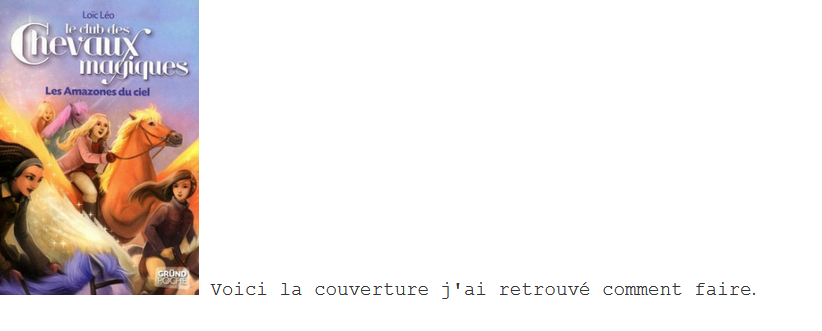 Loïc Léo
le club des
Chevaux
magiques
Les Amazones du ciel
GRÜND
POCHE
Voici la couverture j'ai retrouvé comment faire.